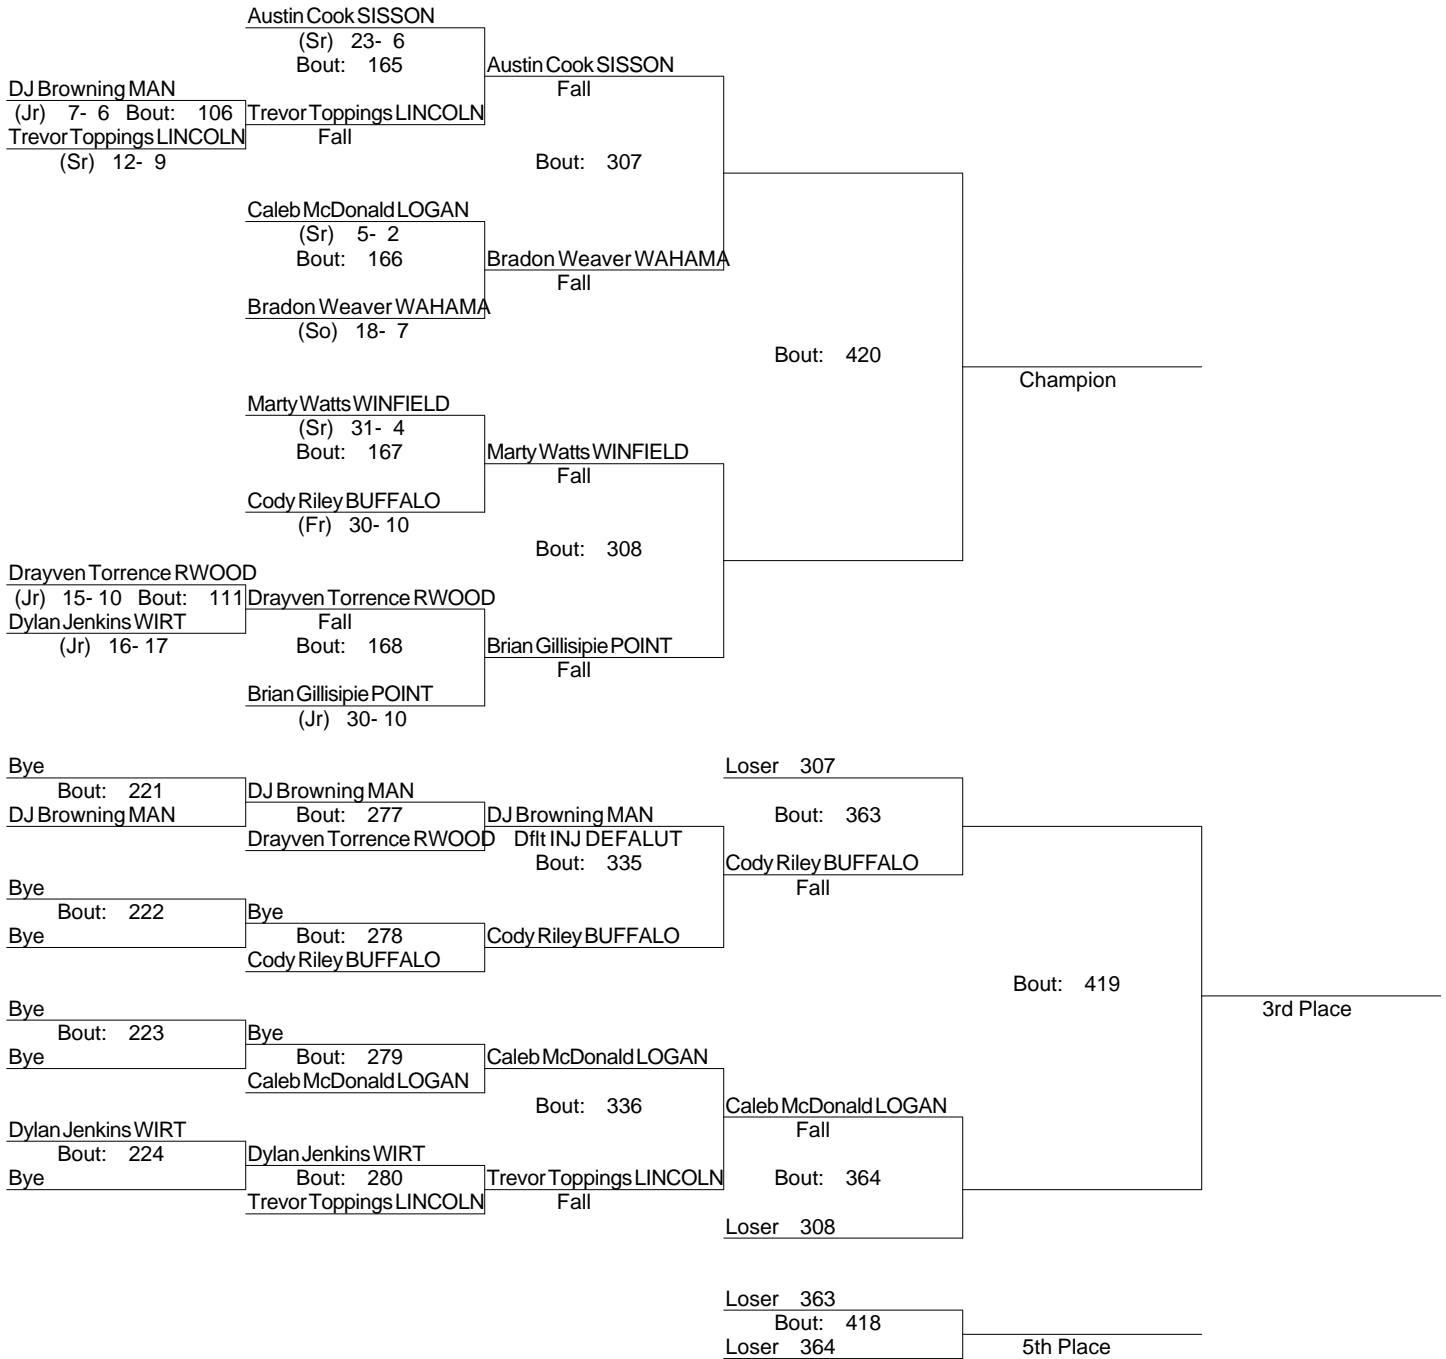 Austin Cook SISSON
(Sr) 23- 6
Bout: 165
Austin Cook SISSON
Fall
DJ Browning MAN
(Jr) 7- 6 Bout: 106
Trevor Toppings LINCOLN
Fall
Trevor Toppings LINCOLN
(Sr) 12- 9
Bout: 307
Caleb McDonald LOGAN
(Sr) 5- 2
Bout: 166
Bradon Weaver WAHAMA
Fall
Bradon Weaver WAHAMA
(So) 18- 7
Bout: 420
Champion
Marty Watts WINFIELD
(Sr) 31- 4
Bout: 167
Marty Watts WINFIELD
Fall
Cody Riley BUFFALO
(Fr) 30- 10
Bout: 308
Drayven Torrence RWOOD
(Jr) 15- 10 Bout: 111
Drayven Torrence RWOOD
Fall
Dylan Jenkins WIRT
(Jr) 16- 17
Bout: 168
Brian Gillisipie POINT
Fall
Brian Gillisipie POINT
(Jr) 30- 10
Bye
Bout: 221
DJ Browning MAN
DJ Browning MAN
Bout: 277
Drayven Torrence RWOOD
DJ Browning MAN
Dflt INJ DEFALUT
Bout: 335
Loser 307
Bout: 363
Cody Riley BUFFALO
Fall
Bye
Bout: 222
Bye
Bye
Bout: 278
Cody Riley BUFFALO
Cody Riley BUFFALO
Bout: 419
3rd Place
Bye
Bout: 223
Bye
Bye
Bout: 279
Caleb McDonald LOGAN
Caleb McDonald LOGAN
Bout: 336
Caleb McDonald LOGAN
Fall
Dylan Jenkins WIRT
Bout: 224
Bye
Dylan Jenkins WIRT
Bout: 280
Trevor Toppings LINCOLN
Trevor Toppings LINCOLN
Fall
Bout: 364
Loser 308
Loser 363
Bout: 418
Loser 364
5th Place